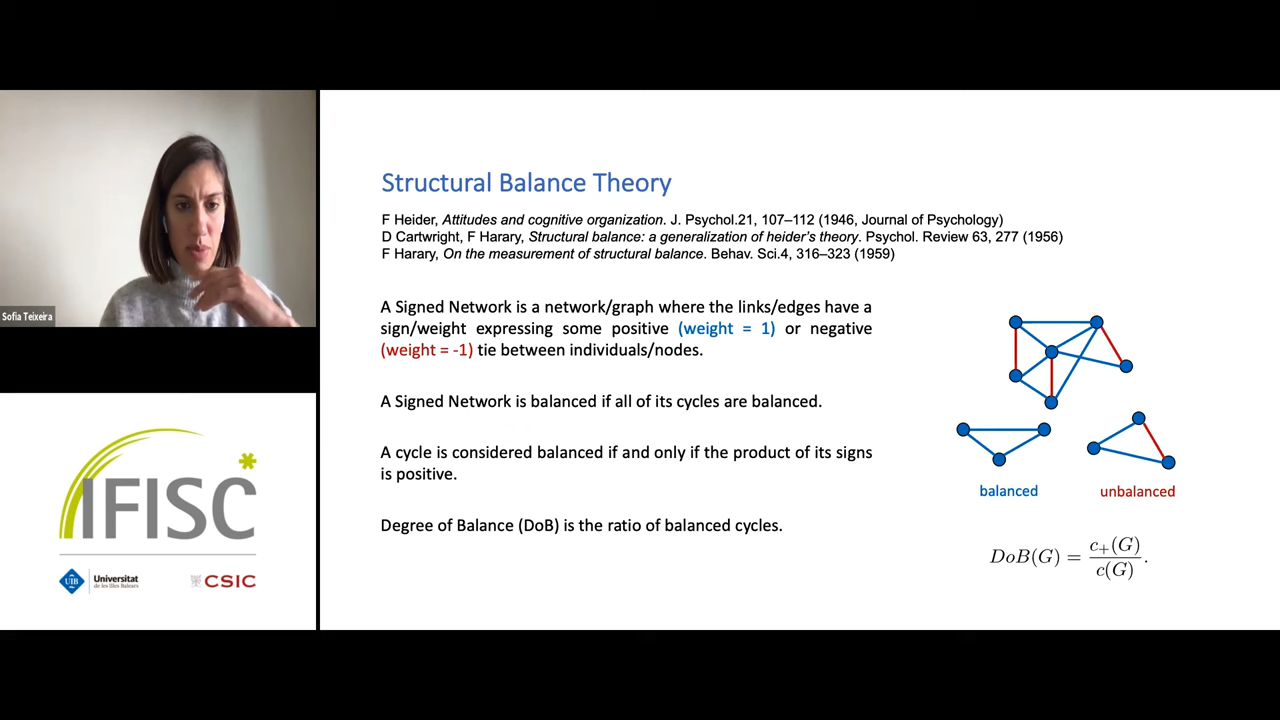 Structural Balance Theory
F Heider, Attitudes and cognitive organization. J. Psychol.21, 107–112 (1946, Journal of Psychology)
D Cartwright, F Harary, Structural balance: a generalization of heider's theory. Psychol. Review 63, 277 (1956)
F Harary, On the measurement of structural balance. Behav. Sci.4, 316–323 (1959)
A Signed Network is a network/graph where the links/edges have a
sign/weight expressing some positive (weight = 1) or negative
(weight = -1) tie between individuals/nodes.
A Signed Network is balanced if all of its cycles are balanced.
A cycle is considered balanced if and only if the product of its signs
is positive.
Degree of Balance (DoB) is the ratio of balanced cycles.
balanced
unbalanced
DoB(G) = c+(G) / c(G) .
Sofia Teixeira
IFISC
UIB
Universitat
de les Illes Balears
CSIC